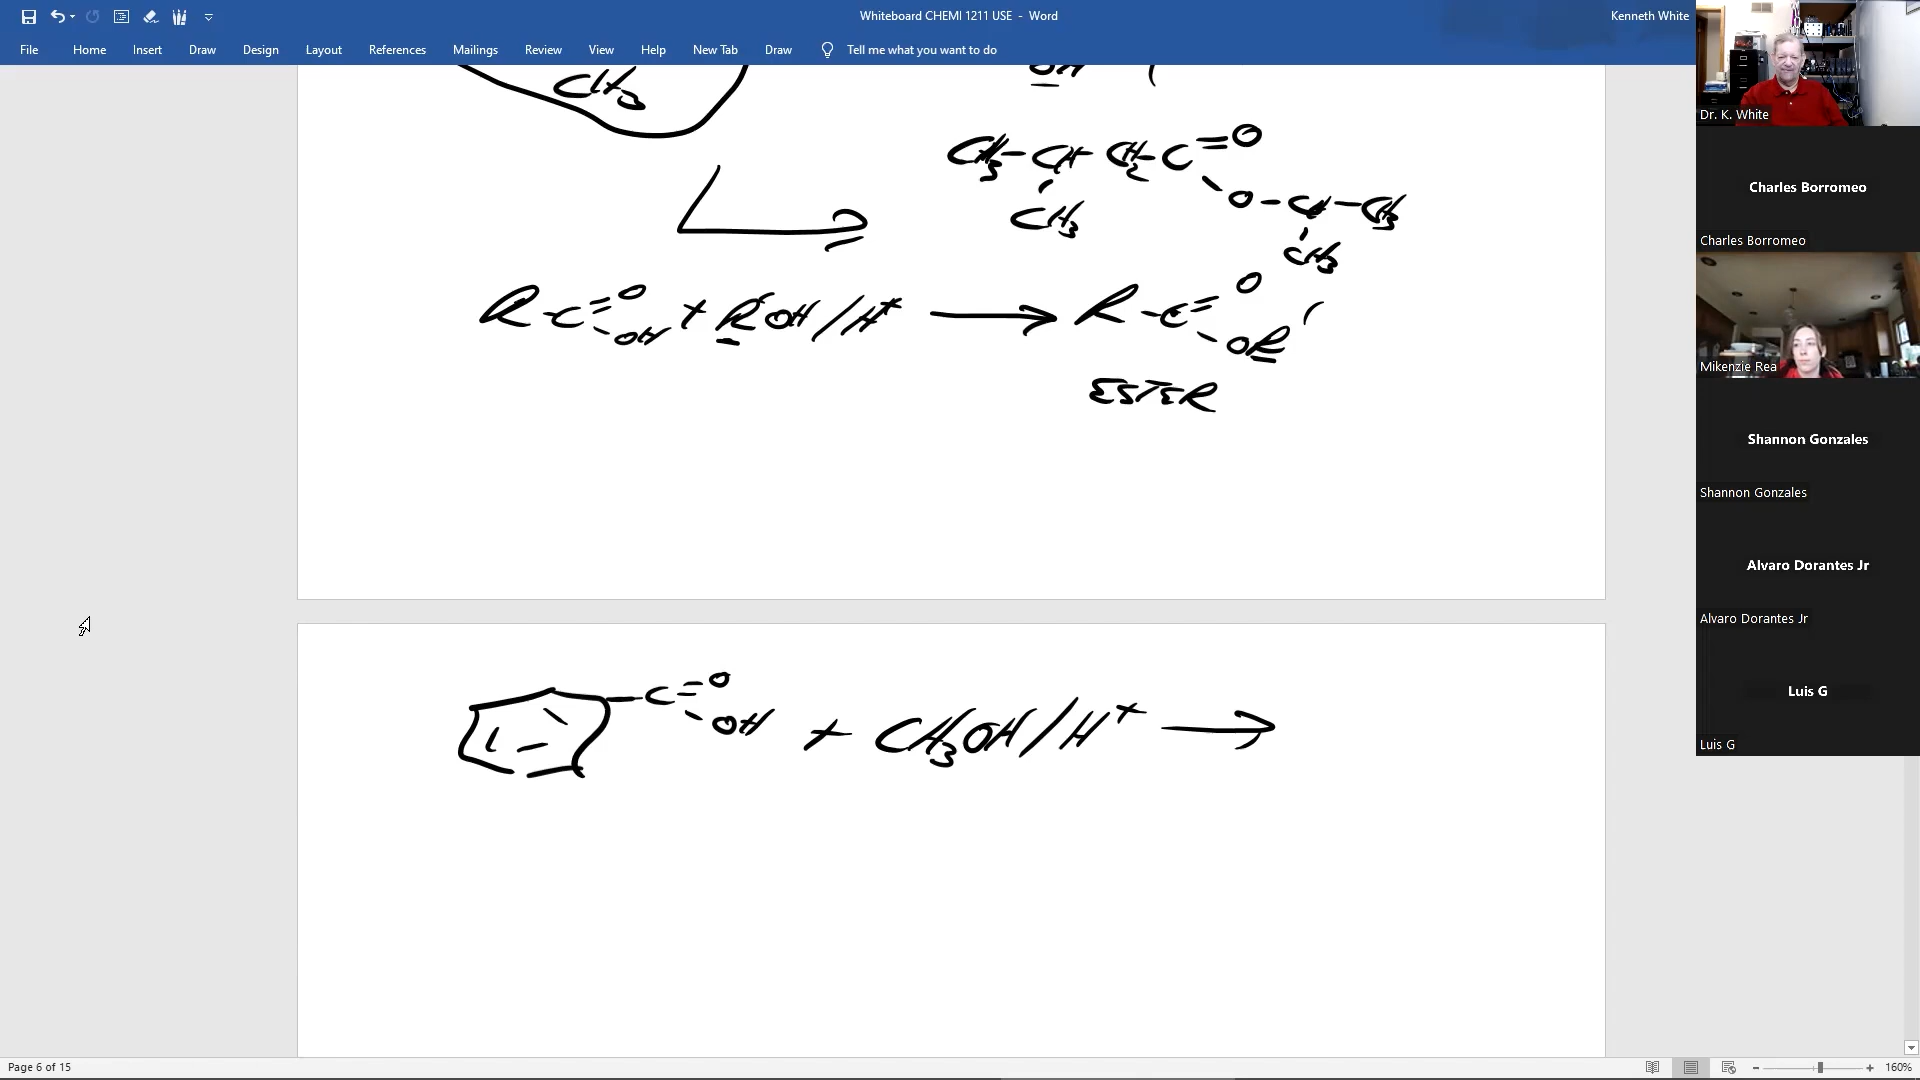 Whiteboard CHEMI 1211 USE - Word
Kenneth White
File Home Insert Draw Design Layout References Mailings Review View Help New Tab Draw Tell me what you want to do
CH3
OH
CH3-CH-CH2-C=O
CH3
O-CH-CH3
CH3
R-C=O OH + R'OH/H+ → R-C=O OR'
ESTER
-C=O OH + CH3OH/H+ →
Dr. K. White
Charles Borromeo
Charles Borromeo
Mikenzie Rea
Shannon Gonzales
Shannon Gonzales
Alvaro Dorantes Jr
Alvaro Dorantes Jr
Luis G
Luis G
Page 6 of 15
160%